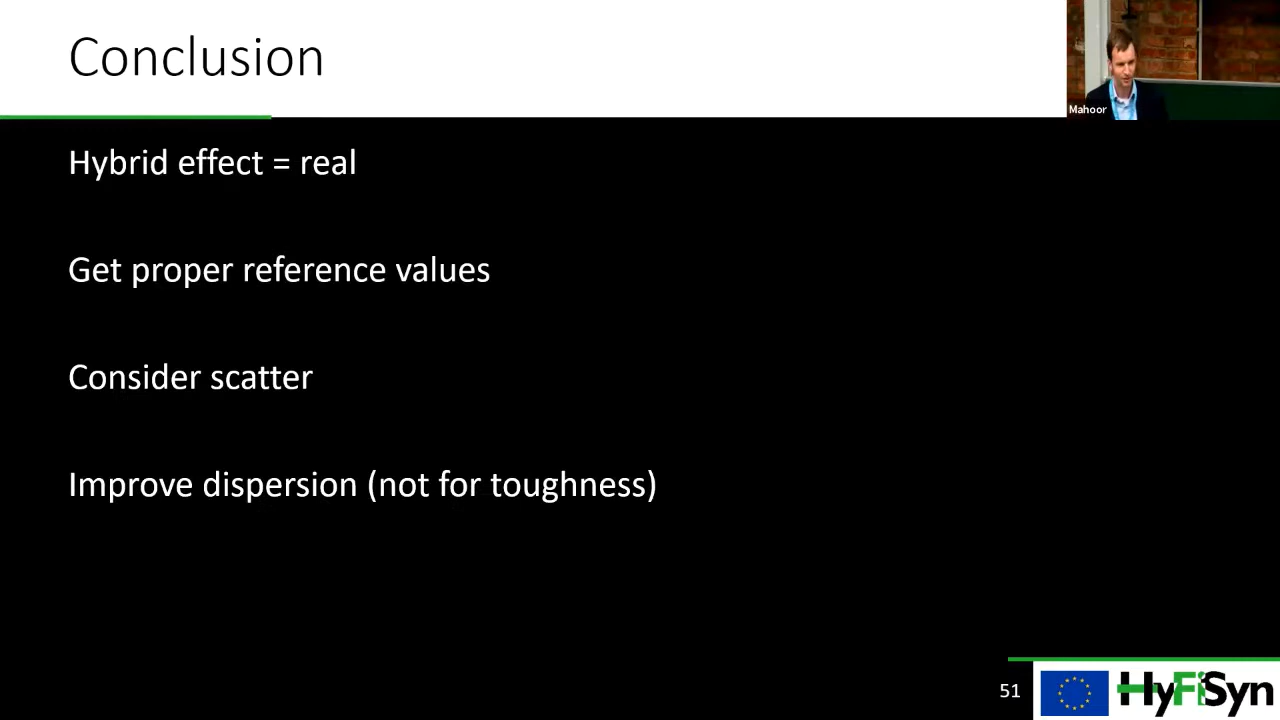 Conclusion
Mahoor
Hybrid effect = real
Get proper reference values
Consider scatter
Improve dispersion (not for toughness)
51
HyFiSyn